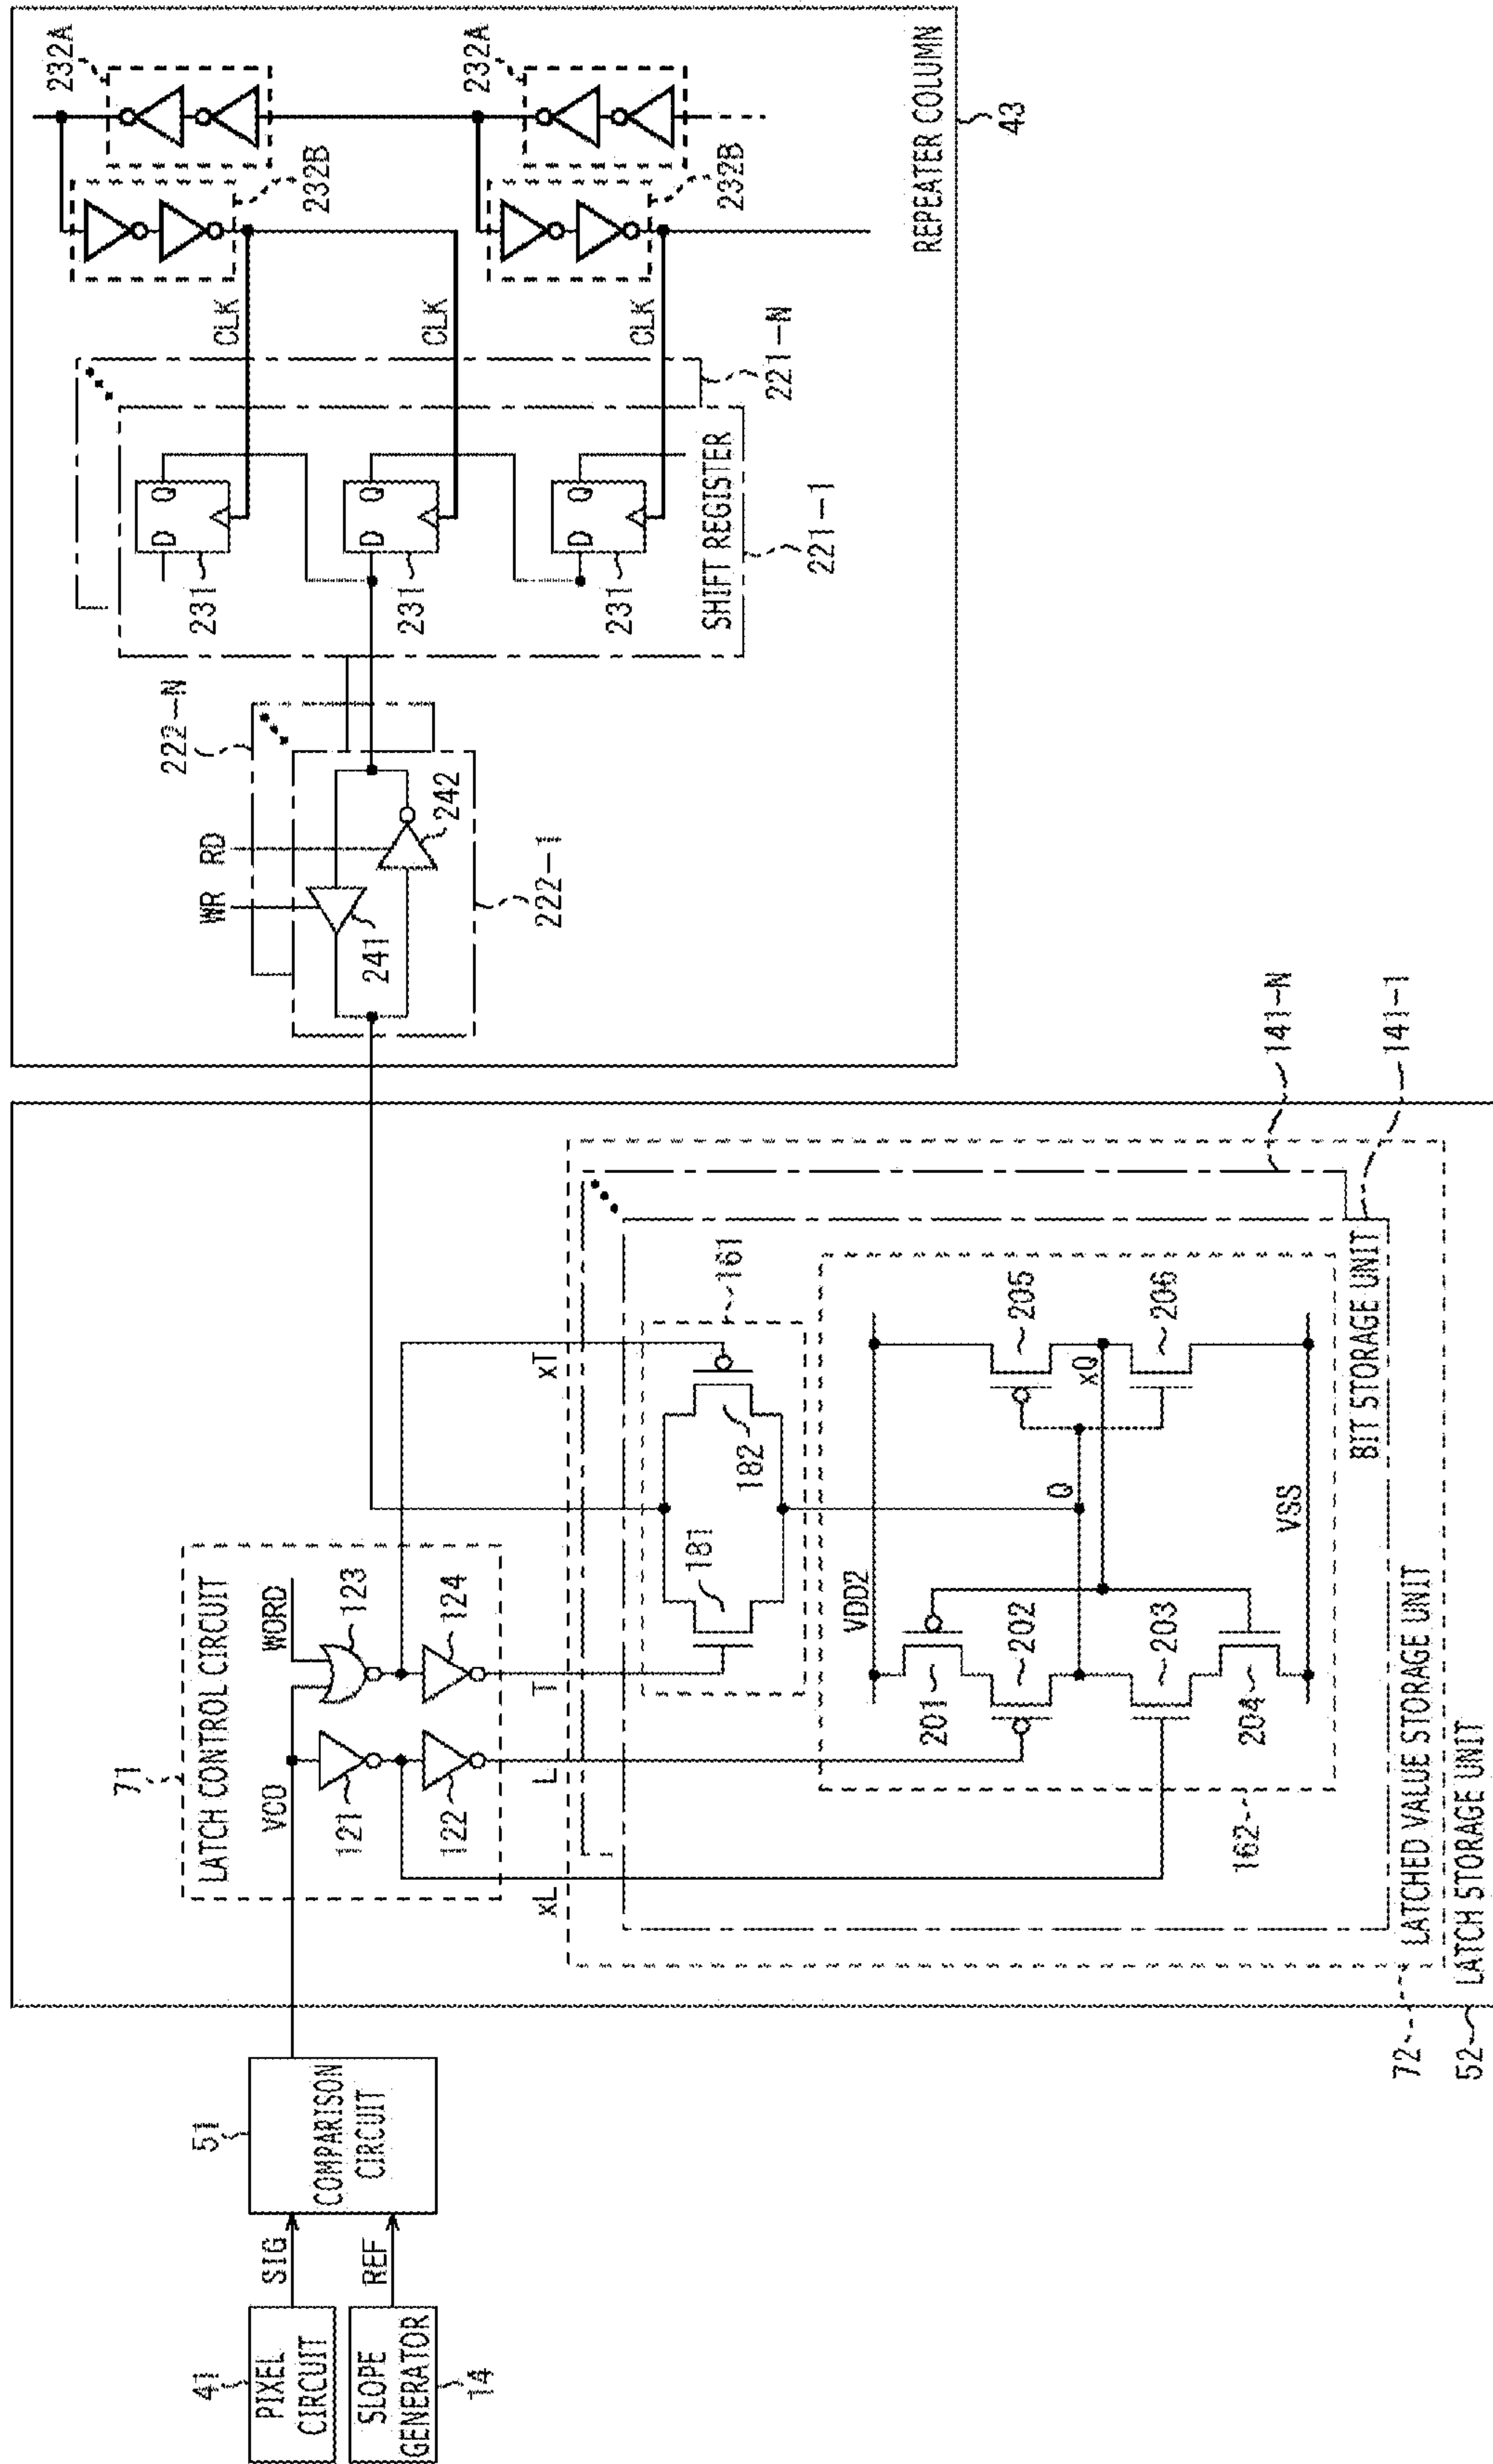 41
PIXEL
CIRCUIT
SLOPE
GENERATOR
14
SIG
REF
51
COMPARISON
CIRCUIT
71
LATCH CONTROL CIRCUIT
VCO
WORD
121
122
123
124
xL
L
T
xT
161
181
182
VDD2
201
202
203
204
205
206
Q
xQ
VSS
162
BIT STORAGE UNIT
LATCHED VALUE STORAGE UNIT
72
LATCH STORAGE UNIT
52
141-N
141-1
222-N
WR
RD
241
242
222-1
D
Q
231
D
Q
231
D
Q
231
SHIFT REGISTER
221-1
221-N
CLK
CLK
CLK
232A
232B
232A
232B
REPEATER COLUMN
43